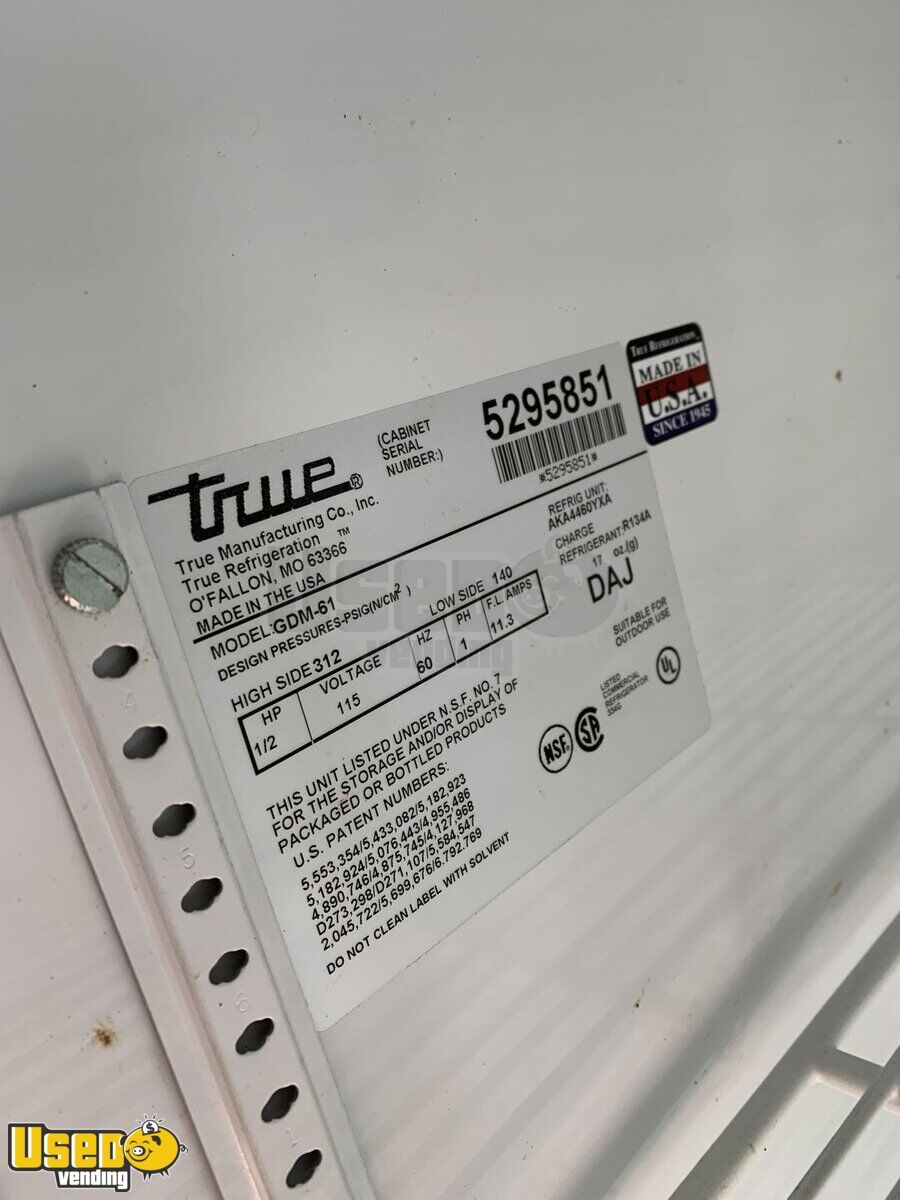 true®
(CABINET
SERIAL
NUMBER:)
5295851
*5295851*
TRUE REFRIGERATION
MADE IN
U.S.A.
SINCE 1945
True Manufacturing Co., Inc.
True Refrigeration ™
O'FALLON, MO 63366
MADE IN THE USA
REFRIG UNIT:
AKA4460YXA
CHARGE
REFRIGERANT:R134A
17 oz.(g)
DAJ
MODEL:GDM-61
DESIGN PRESSURES-PSIG(N/CM²)
HIGH SIDE 312 LOW SIDE 140
HP VOLTAGE HZ PH F.L. AMPS
1/2 115 60 1 11.3
SUITABLE FOR
OUTDOOR USE
THIS UNIT LISTED UNDER N.S.F. NO. 7
FOR THE STORAGE AND/OR DISPLAY OF
PACKAGED OR BOTTLED PRODUCTS
NSF®
SA
LISTED
COMMERCIAL
REFRIGERATOR
334G
UL
U.S. PATENT NUMBERS:
5,553,354/5,433,082/5,182,923
5,182,924/5,076,443/4,955,486
4,890,746/4,875,745/4,127,968
D273,298/D271,107/5,584,547
2,045,722/5,699,676/6.792.769
DO NOT CLEAN LABEL WITH SOLVENT
4
5
6
USED
vending